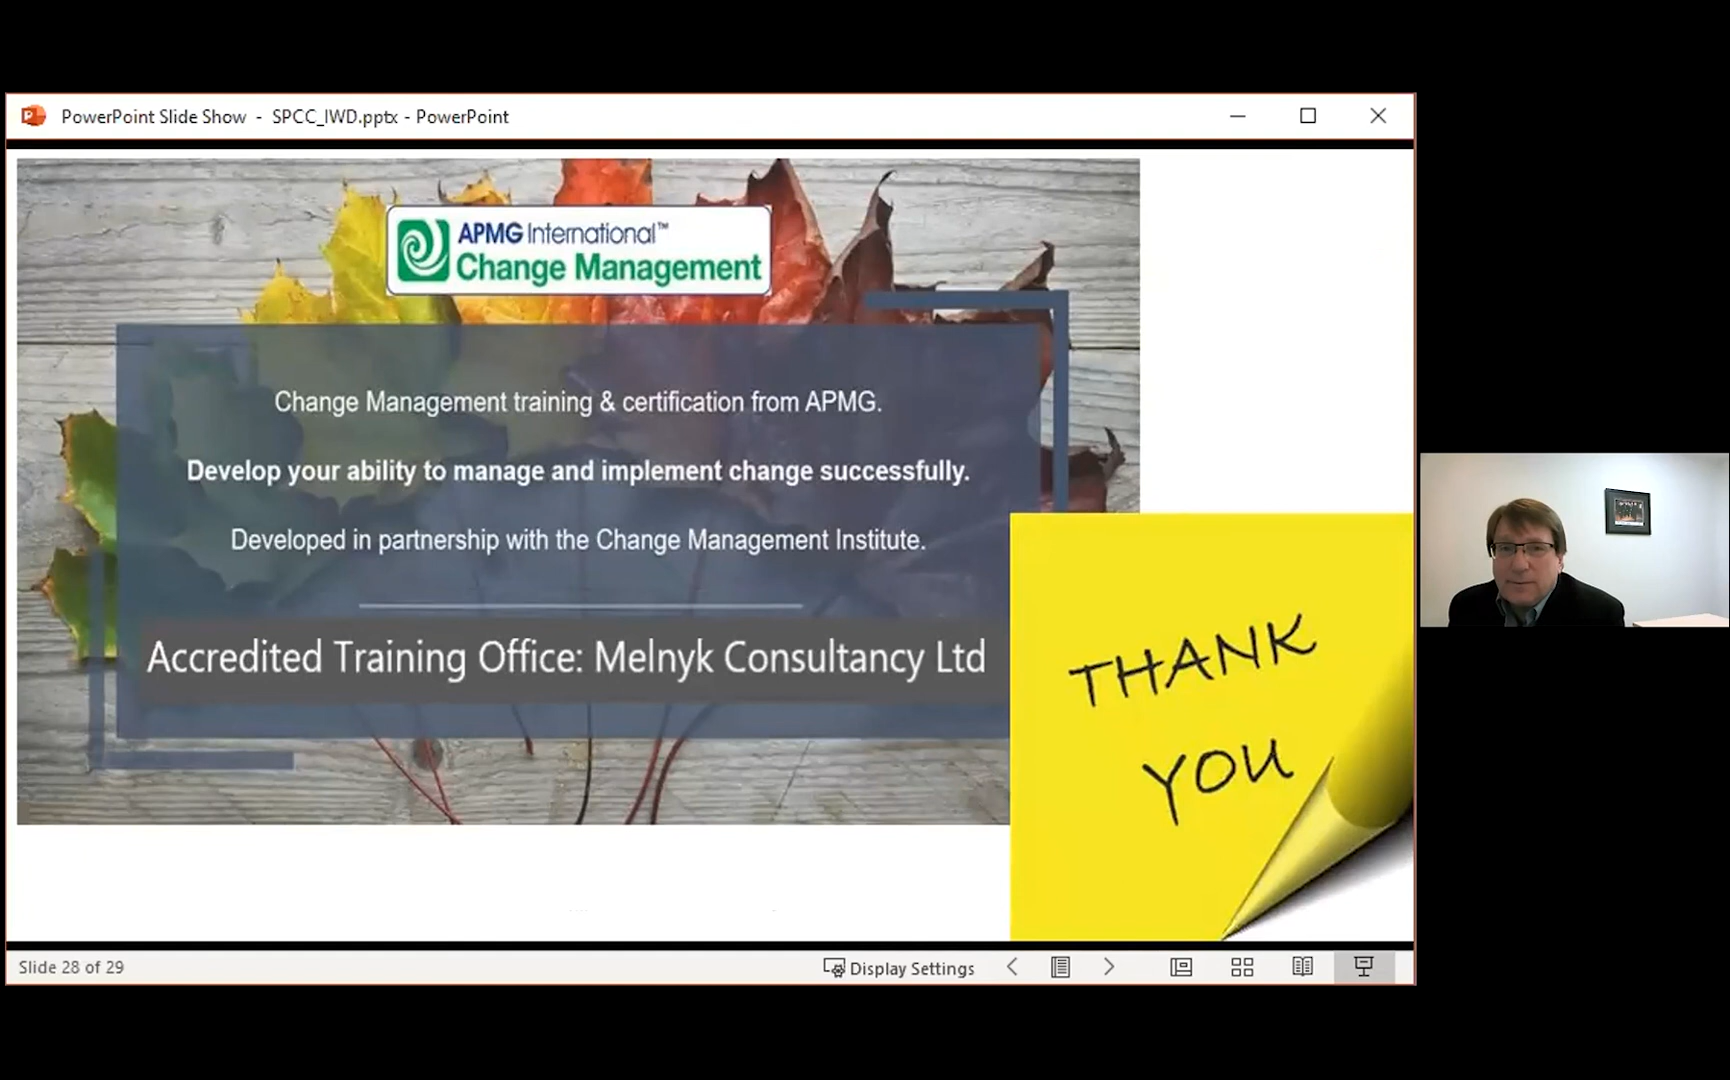 PowerPoint Slide Show - SPCC_IWD.pptx - PowerPoint
APMG International™
Change Management
Change Management training & certification from APMG.
Develop your ability to manage and implement change successfully.
Developed in partnership with the Change Management Institute.
Accredited Training Office: Melnyk Consultancy Ltd
THANK
YOU
Slide 28 of 29
Display Settings